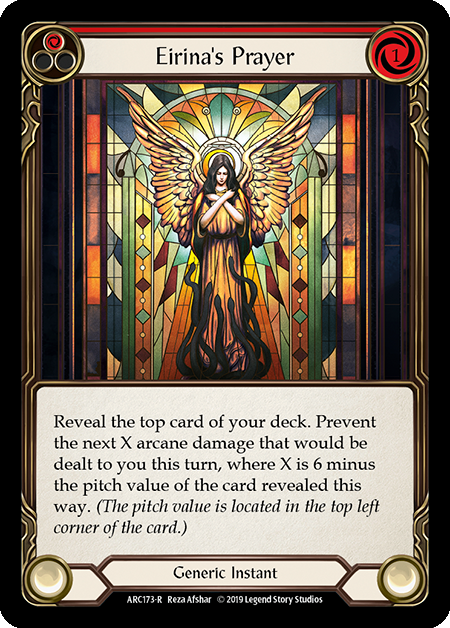 Eirina's Prayer
1
Reveal the top card of your deck. Prevent
the next X arcane damage that would be
dealt to you this turn, where X is 6 minus
the pitch value of the card revealed this
way. (The pitch value is located in the top left
corner of the card.)
Generic Instant
ARC173-R Reza Afshar © 2019 Legend Story Studios